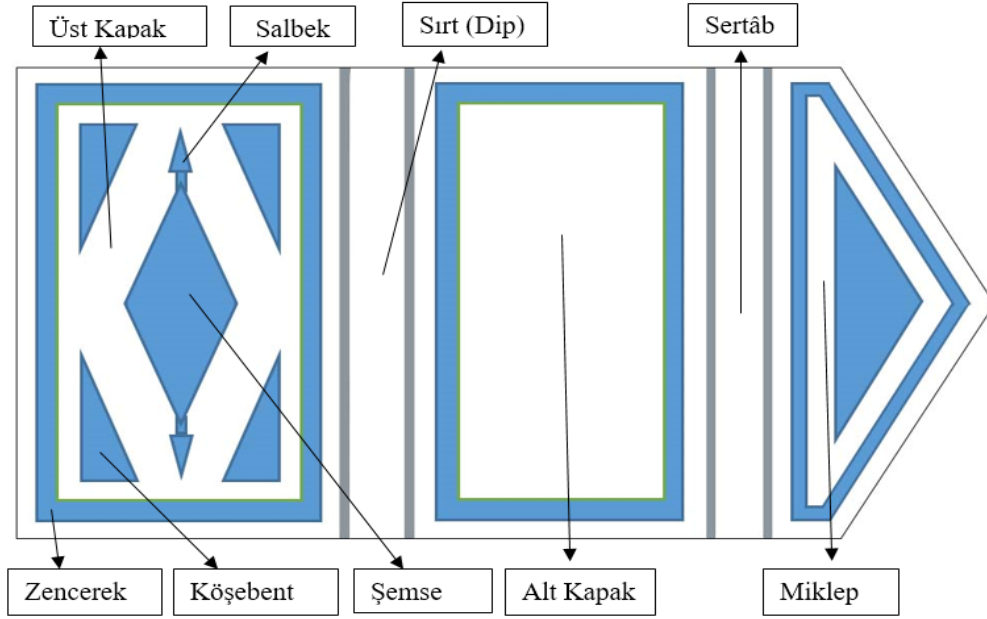 Üst Kapak
Salbek
Sırt (Dip)
Sertâb
Zencerek
Köşebent
Şemse
Alt Kapak
Miklep